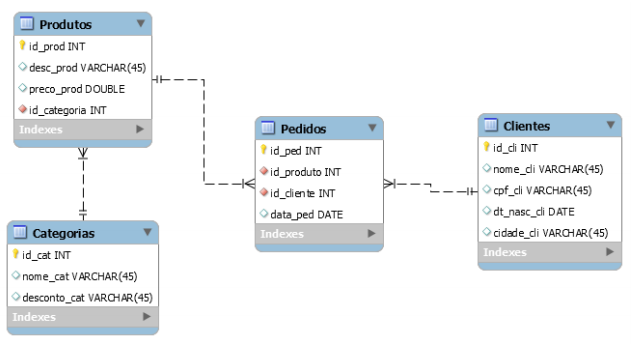 Produtos
id_prod INT
desc_prod VARCHAR(45)
preco_prod DOUBLE
id_categoria INT
Indexes
Categorias
id_cat INT
nome_cat VARCHAR(45)
desconto_cat VARCHAR(45)
Indexes
Pedidos
id_ped INT
id_produto INT
id_cliente INT
data_ped DATE
Indexes
Clientes
id_cli INT
nome_cli VARCHAR(45)
cpf_cli VARCHAR(45)
dt_nasc_cli DATE
cidade_cli VARCHAR(45)
Indexes